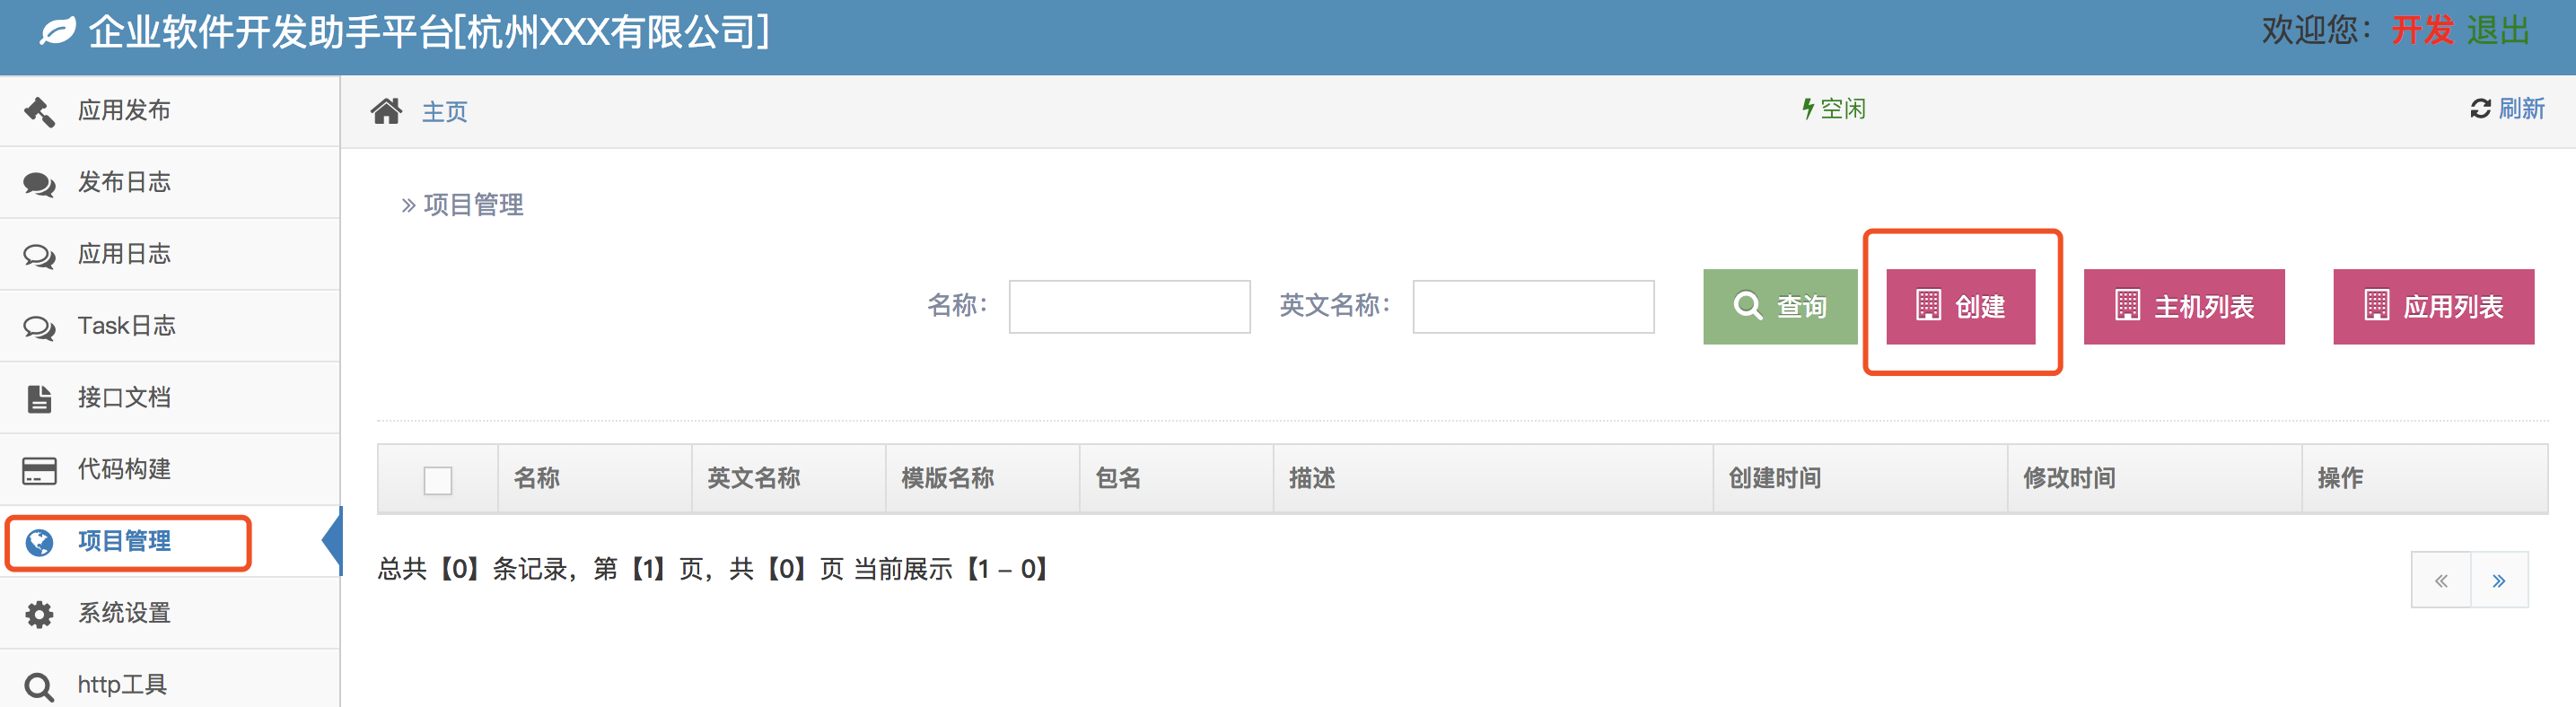 企业软件开发助手平台[杭州XXX有限公司]
欢迎您： 开发 退出
应用发布
发布日志
应用日志
Task日志
接口文档
代码构建
项目管理
系统设置
http工具
主页
空闲
刷新
» 项目管理
名称： 英文名称： 查询 创建 主机列表 应用列表
名称 英文名称 模版名称 包名 描述 创建时间 修改时间 操作
总共【0】条记录，第【1】页，共【0】页 当前展示【1 – 0】
« »